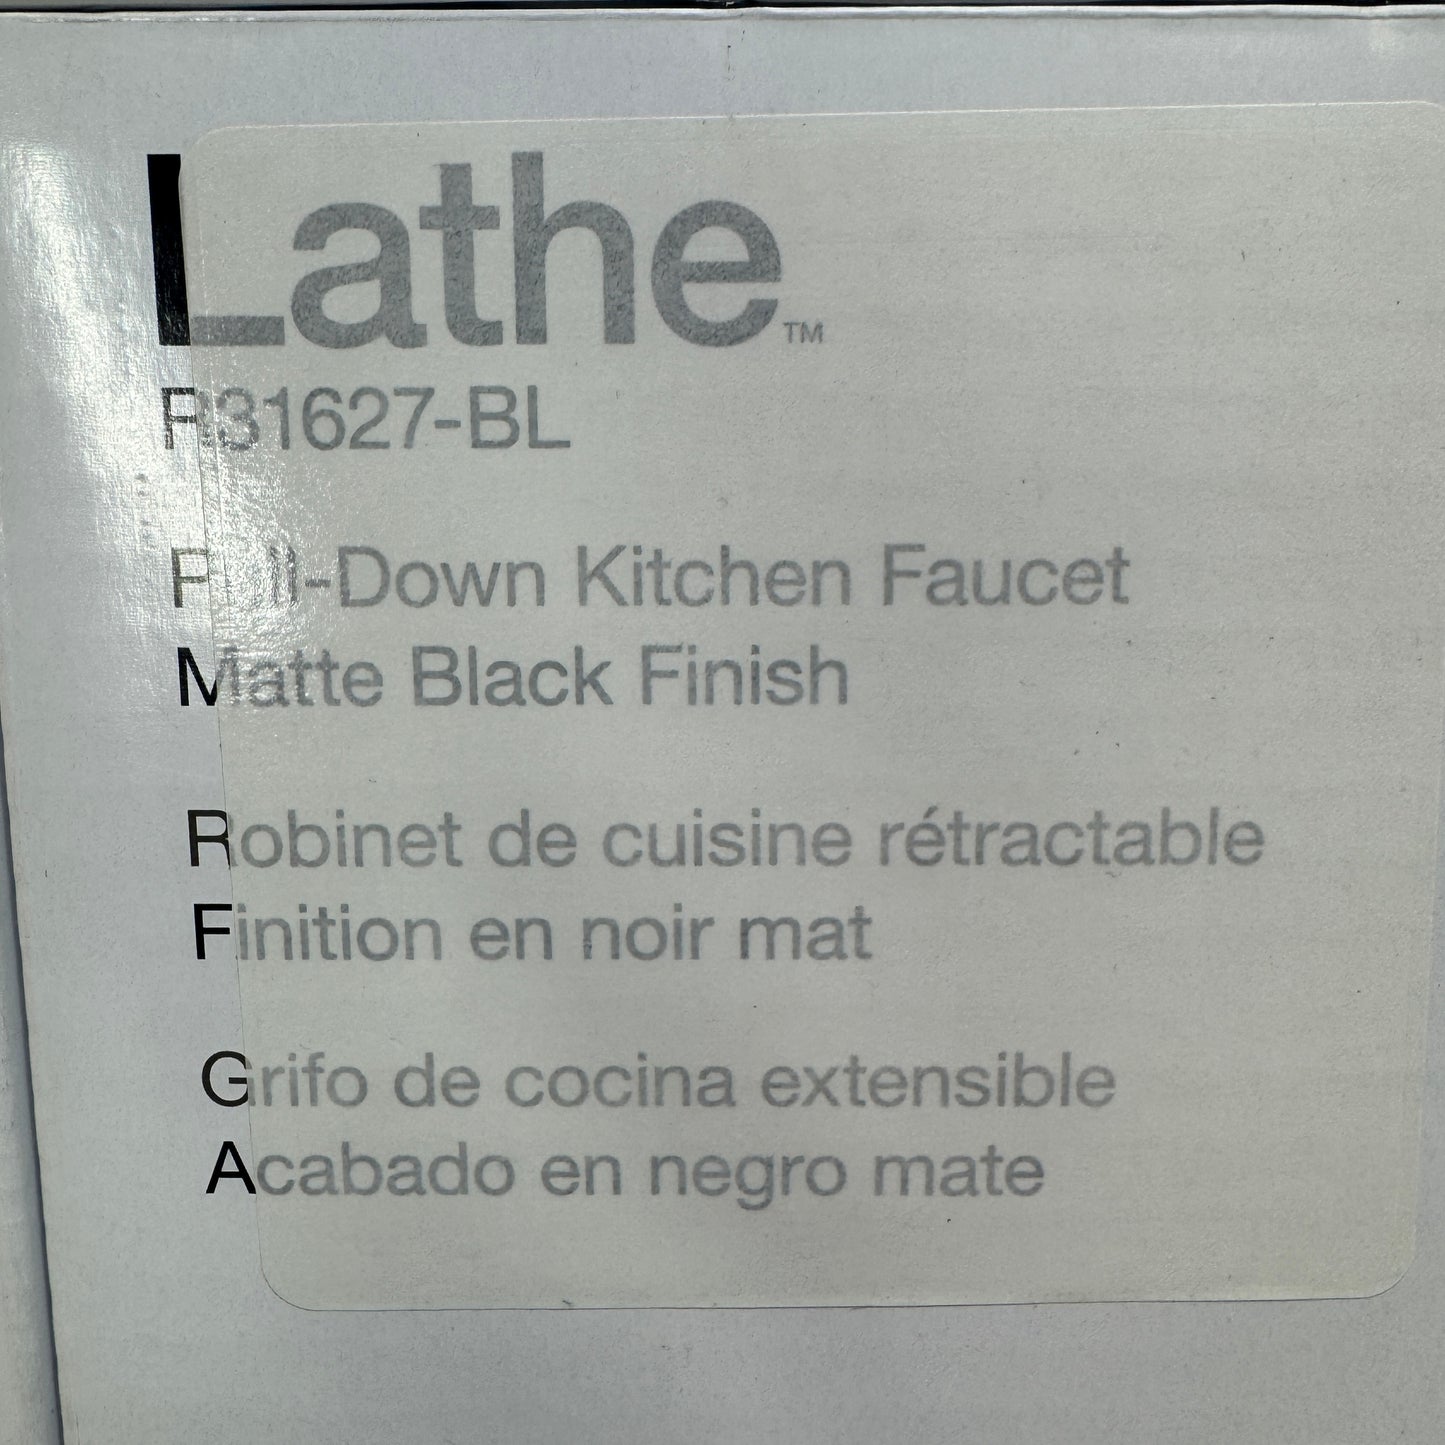 Lathe™
R31627-BL
Pull-Down Kitchen Faucet
Matte Black Finish
Robinet de cuisine rétractable
Finition en noir mat
Grifo de cocina extensible
Acabado en negro mate